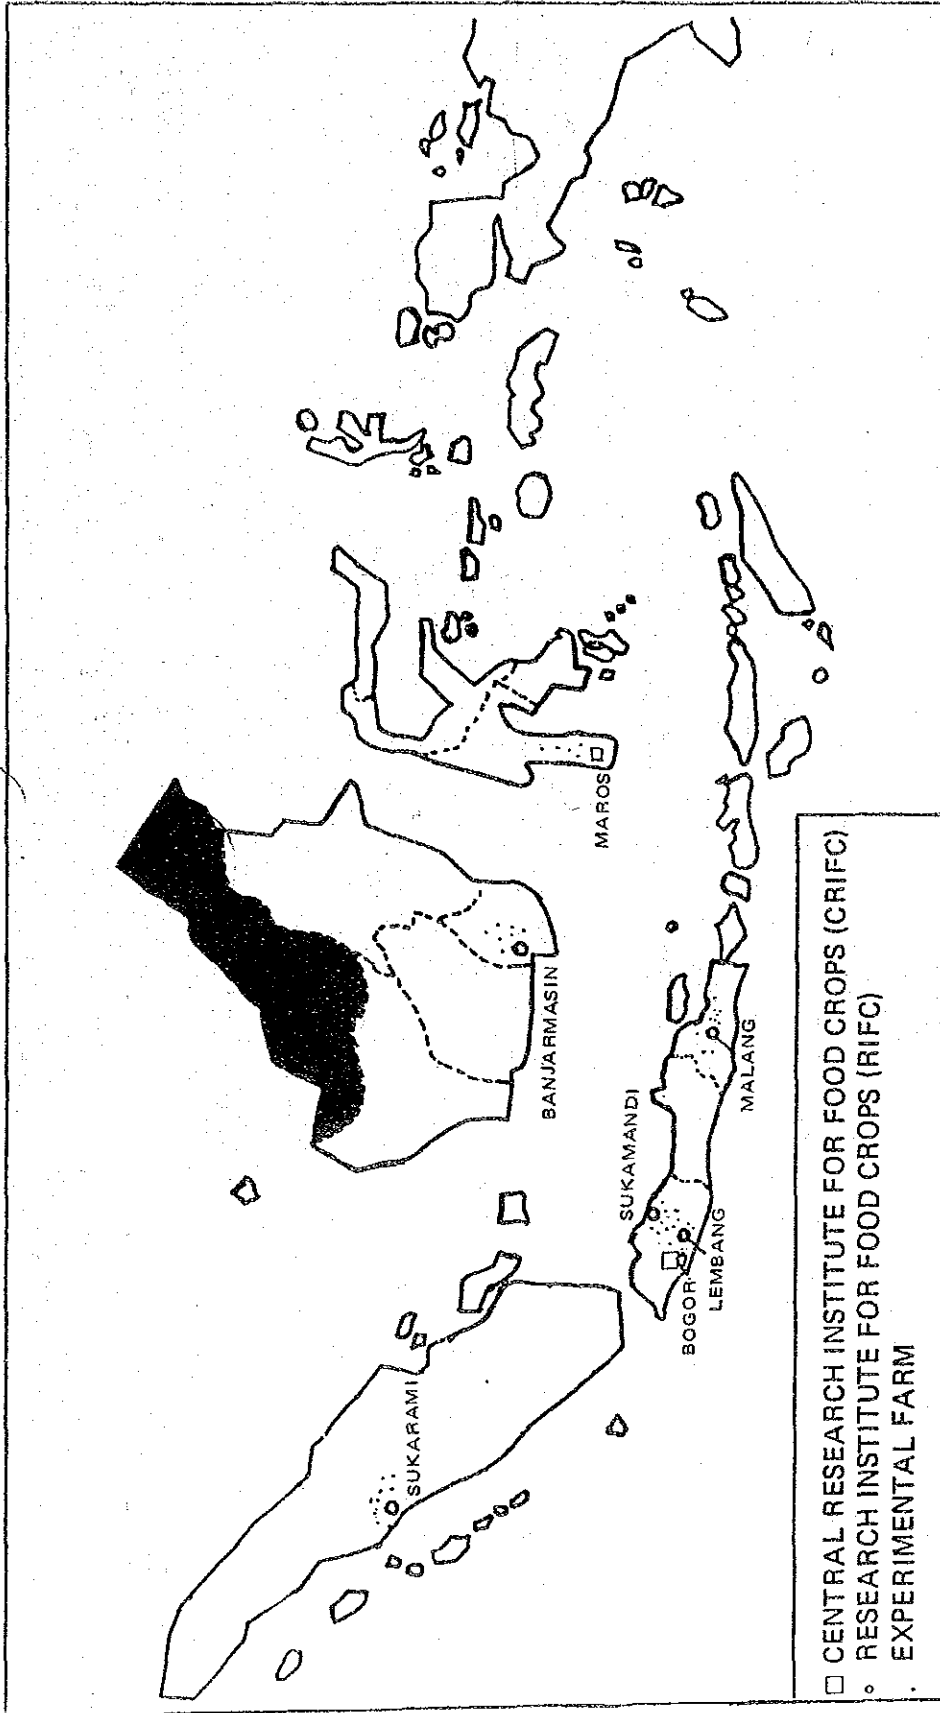 SUKARAMI
BANJARMASIN
MAROS
SUKAMANDI
BOGOR
LEMBANG
MALANG
□ CENTRAL RESEARCH INSTITUTE FOR FOOD CROPS (CRIFC)
o RESEARCH INSTITUTE FOR FOOD CROPS (RIFC)
. EXPERIMENTAL FARM